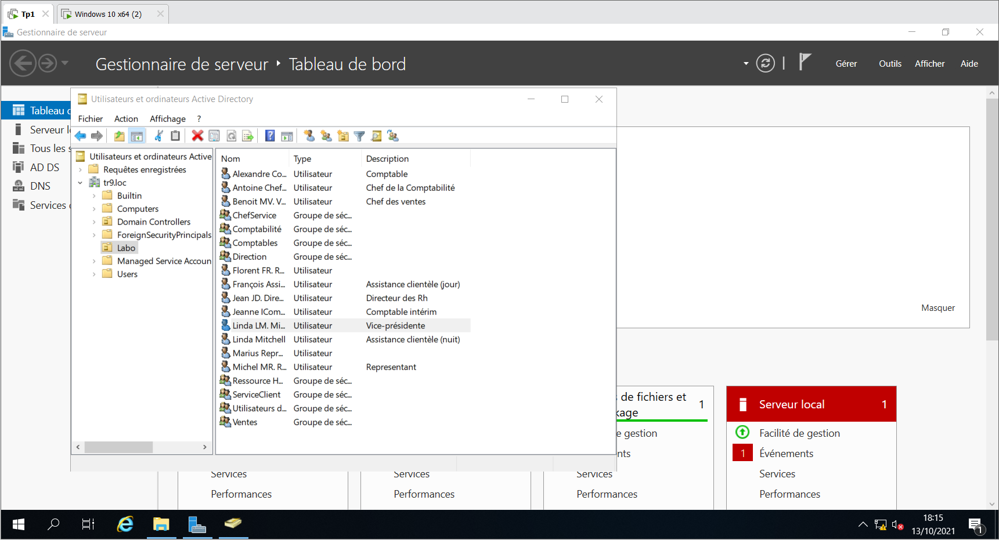 Tp1
Windows 10 x64 (2)
Gestionnaire de serveur
Gestionnaire de serveur
Tableau de bord
Gérer
Outils
Afficher
Aide
Tableau
Serveur
Tous les
AD DS
DNS
Services
Utilisateurs et ordinateurs Active Directory
Fichier
Action
Affichage
?
Utilisateurs et ordinateurs Active
Requêtes enregistrées
tr9.loc
Builtin
Computers
Domain Controllers
ForeignSecurityPrincipals
Labo
Managed Service Accoun
Users
Nom Type Description
Alexandre Co... Utilisateur Comptable
Antoine Chef... Utilisateur Chef de la Comptabilité
Benoit MV. V... Utilisateur Chef des ventes
ChefService Groupe de séc...
Comptabilité Groupe de séc...
Comptables Groupe de séc...
Direction Groupe de séc...
Florent FR. R... Utilisateur
François Assi... Utilisateur Assistance clientèle (jour)
Jean JD. Dire... Utilisateur Directeur des Rh
Jeanne ICom... Utilisateur Comptable intérim
Linda LM. Mi... Utilisateur Vice-présidente
Linda Mitchell Utilisateur Assistance clientèle (nuit)
Marius Repr... Utilisateur
Michel MR. R... Utilisateur Representant
Ressource H... Groupe de séc...
ServiceClient Groupe de séc...
Utilisateurs d... Groupe de séc...
Ventes Groupe de séc...
Masquer
de fichiers et
kage
1
e gestion
nts
Services
Performances
Services
Performances
Services
Performances
Serveur local 1
Facilité de gestion
1 Événements
Services
Performances
18:15
13/10/2021
1